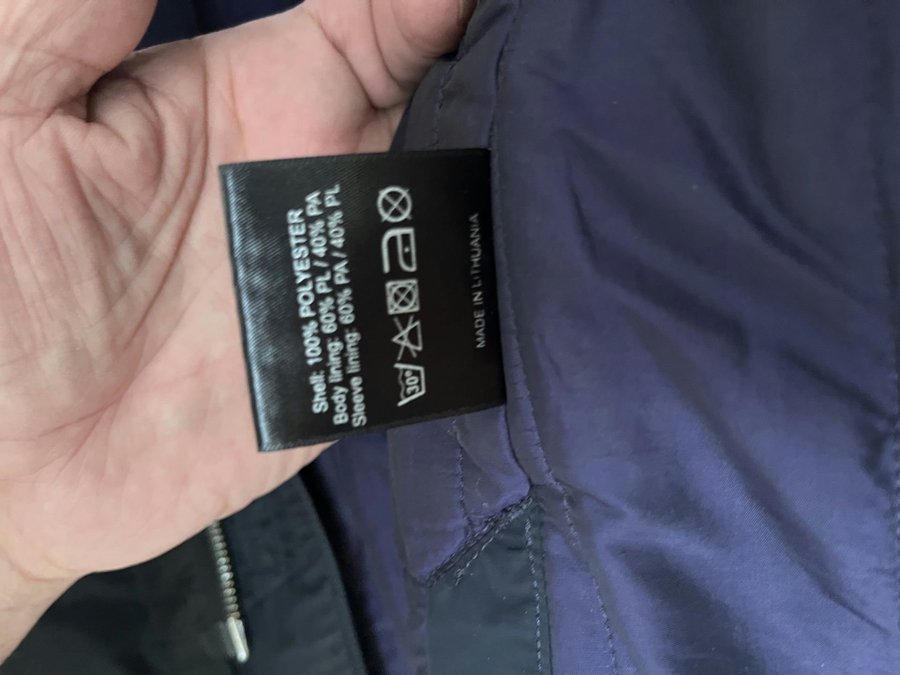 Shell: 100% POLYESTER
Body lining: 60% PL / 40% PA
Sleeve lining: 60% PA / 40% PL
30°
MADE IN LITHUANIA